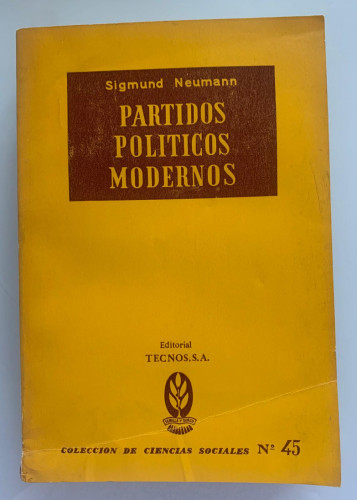 Sigmund Neumann
PARTIDOS
POLITICOS
MODERNOS
Editorial
TECNOS, S.A.
COLECCION DE CIENCIAS SOCIALES Nº 45